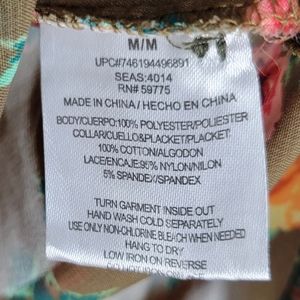 M/M
UPC#746194496891
SEAS:4014
RN# 59775
MADE IN CHINA / HECHO EN CHINA
BODY/CUERPO:100% POLYESTER/POLIESTER
COLLAR/CUELLO&PLACKET/PLACKET:
100% COTTON/ALGODON
LACE/ENCAJE:95% NYLON/NILON
5% SPANDEX/SPANDEX
TURN GARMENT INSIDE OUT
HAND WASH COLD SEPARATELY
USE ONLY NON-CHLORINE BLEACH WHEN NEEDED
HANG TO DRY
LOW IRON ON REVERSE